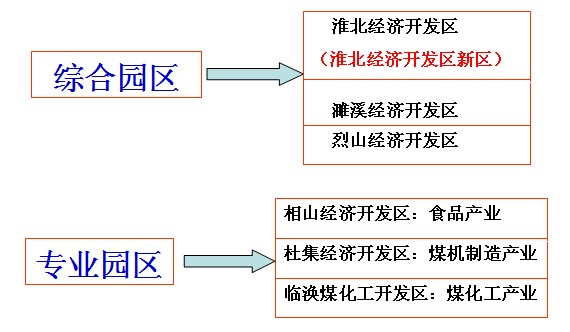 综合园区
淮北经济开发区
（淮北经济开发区新区）
濉溪经济开发区
烈山经济开发区
专业园区
相山经济开发区：食品产业
杜集经济开发区：煤机制造产业
临涣煤化工开发区：煤化工产业